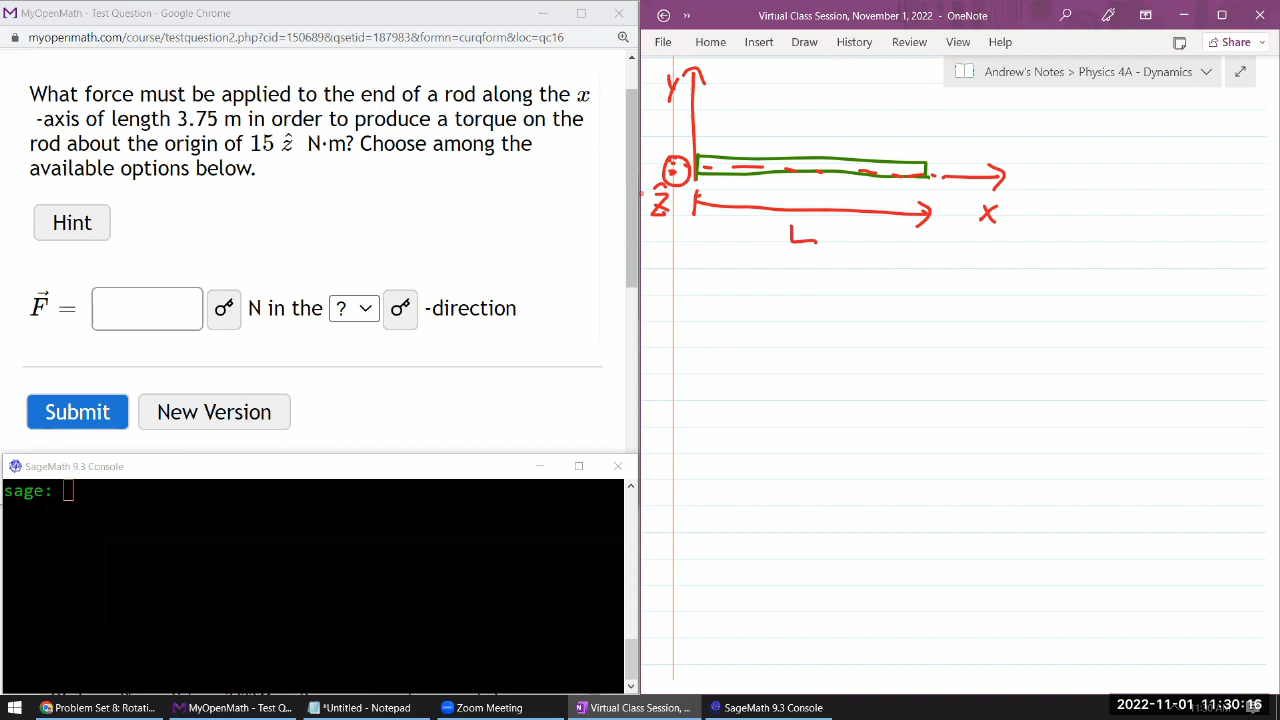 MyOpenMath - Test Question - Google Chrome
myopenmath.com/course/testquestion2.php?cid=150689&qsetid=187983&formn=curqform&loc=qc16
What force must be applied to the end of a rod along the x
-axis of length 3.75 m in order to produce a torque on the
rod about the origin of 15 ẑ N·m? Choose among the
available options below.
Hint
F⃗ = N in the ? -direction
Submit New Version
SageMath 9.3 Console
sage:
Virtual Class Session, November 1, 2022 - OneNote
File Home Insert Draw History Review View Help Share
Andrew's Notes » Physics 4A - Dynamics
y
ẑ
x
L
Problem Set 8: Rotati... MyOpenMath - Test Q... *Untitled - Notepad Zoom Meeting Virtual Class Session, ... SageMath 9.3 Console
2022-11-01 11:30:16